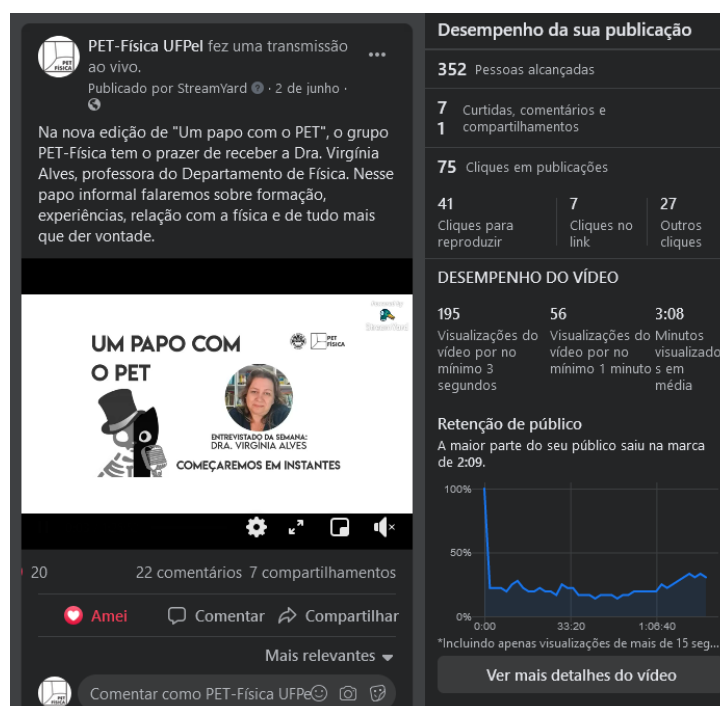 PET-Física UFPel fez uma transmissão
ao vivo.
Publicado por StreamYard · 2 de junho ·
Na nova edição de "Um papo com o PET", o grupo
PET-Física tem o prazer de receber a Dra. Virgínia
Alves, professora do Departamento de Física. Nesse
papo informal falaremos sobre formação,
experiências, relação com a física e de tudo mais
que der vontade.
Powered by
StreamYard
UM PAPO COM
O PET
PET
FÍSICA
ENTREVISTADO DA SEMANA:
DRA. VIRGÍNIA ALVES
COMEÇAREMOS EM INSTANTES
20
22 comentários 7 compartilhamentos
Amei
Comentar
Compartilhar
Mais relevantes
Comentar como PET-Física UFPe
Desempenho da sua publicação
352 Pessoas alcançadas
7 Curtidas, comentários e
1 compartilhamentos
75 Cliques em publicações
41
Cliques para
reproduzir
7
Cliques no
link
27
Outros
cliques
DESEMPENHO DO VÍDEO
195
Visualizações do
vídeo por no
mínimo 3
segundos
56
Visualizações do
vídeo por no
mínimo 1 minuto
3:08
Minutos
visualizado
s em
média
Retenção de público
A maior parte do seu público saiu na marca
de 2:09.
100%
50%
0%
0:00
33:20
1:06:40
*Incluindo apenas visualizações de mais de 15 seg...
Ver mais detalhes do vídeo